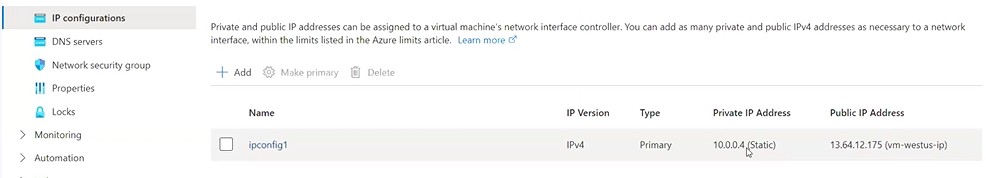 IP configurations
DNS servers
Network security group
Properties
Locks
Monitoring
Automation
Private and public IP addresses can be assigned to a virtual machine's network interface controller. You can add as many private and public IPv4 addresses as necessary to a network
interface, within the limits listed in the Azure limits article. Learn more
Add Make primary Delete
Name IP Version Type Private IP Address Public IP Address
ipconfig1 IPv4 Primary 10.0.0.4 (Static) 13.64.12.175 (vm-westus-ip)